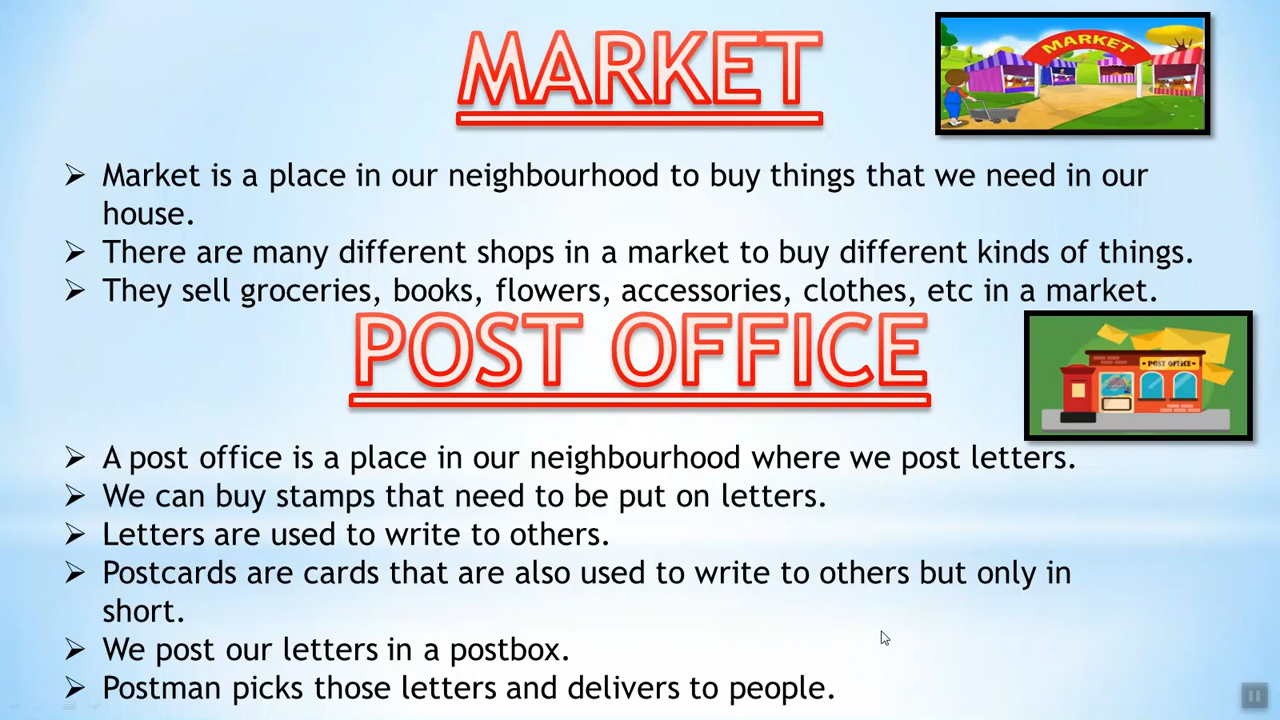 MARKET
MARKET
➢ Market is a place in our neighbourhood to buy things that we need in our
house.
➢ There are many different shops in a market to buy different kinds of things.
➢ They sell groceries, books, flowers, accessories, clothes, etc in a market.
POST OFFICE
POST OFFICE
➢ A post office is a place in our neighbourhood where we post letters.
➢ We can buy stamps that need to be put on letters.
➢ Letters are used to write to others.
➢ Postcards are cards that are also used to write to others but only in
short.
➢ We post our letters in a postbox.
➢ Postman picks those letters and delivers to people.